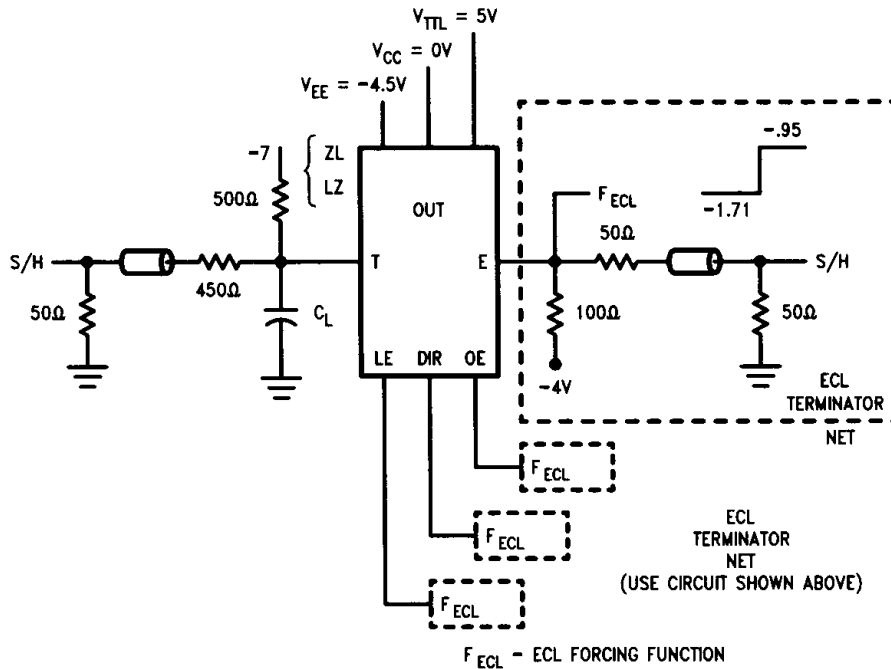 V_TTL = 5V
V_CC = 0V
V_EE = -4.5V
-7
ZL
LZ
500Ω
OUT
-.95
-1.71
F_ECL
50Ω
S/H
450Ω
T
E
S/H
50Ω
C_L
100Ω
50Ω
LE DIR OE
-4V
ECL
TERMINATOR
NET
F_ECL
F_ECL
F_ECL
ECL
TERMINATOR
NET
(USE CIRCUIT SHOWN ABOVE)
F_ECL - ECL FORCING FUNCTION